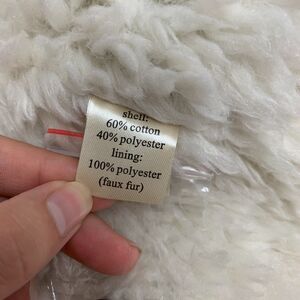 shell:
60% cotton
40% polyester
lining:
100% polyester
(faux fur)